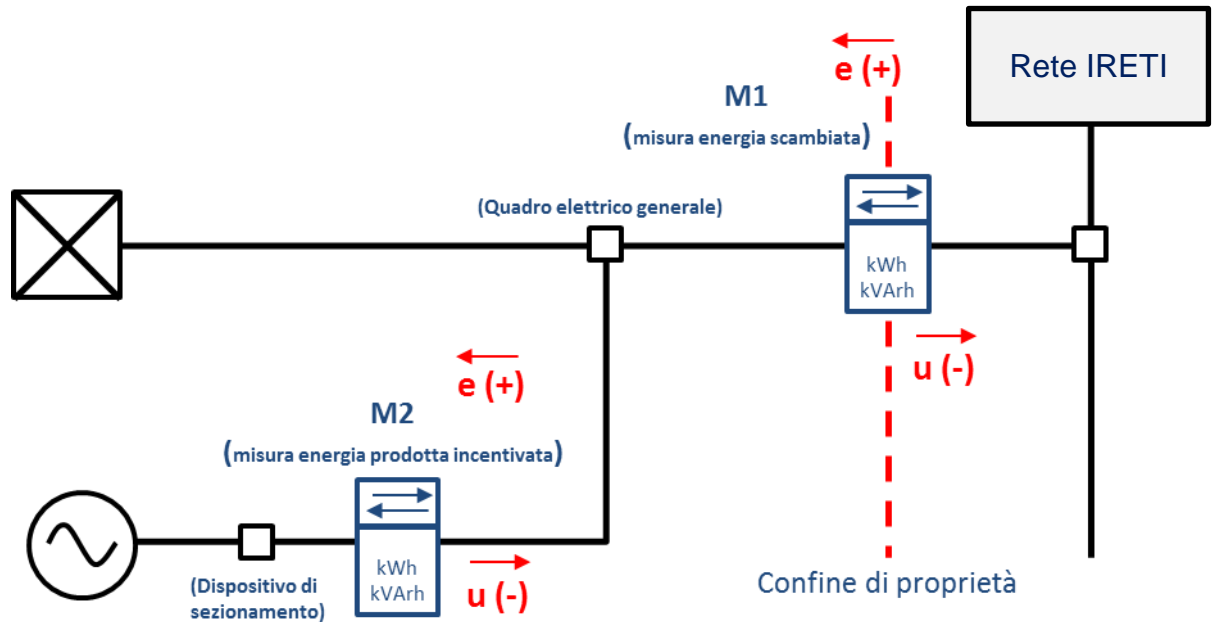 Rete IRETI
e (+)
M1
(misura energia scambiata)
(Quadro elettrico generale)
kWh
kVArh
u (-)
e (+)
M2
(misura energia prodotta incentivata)
kWh
kVArh
u (-)
(Dispositivo di
sezionamento)
Confine di proprietà